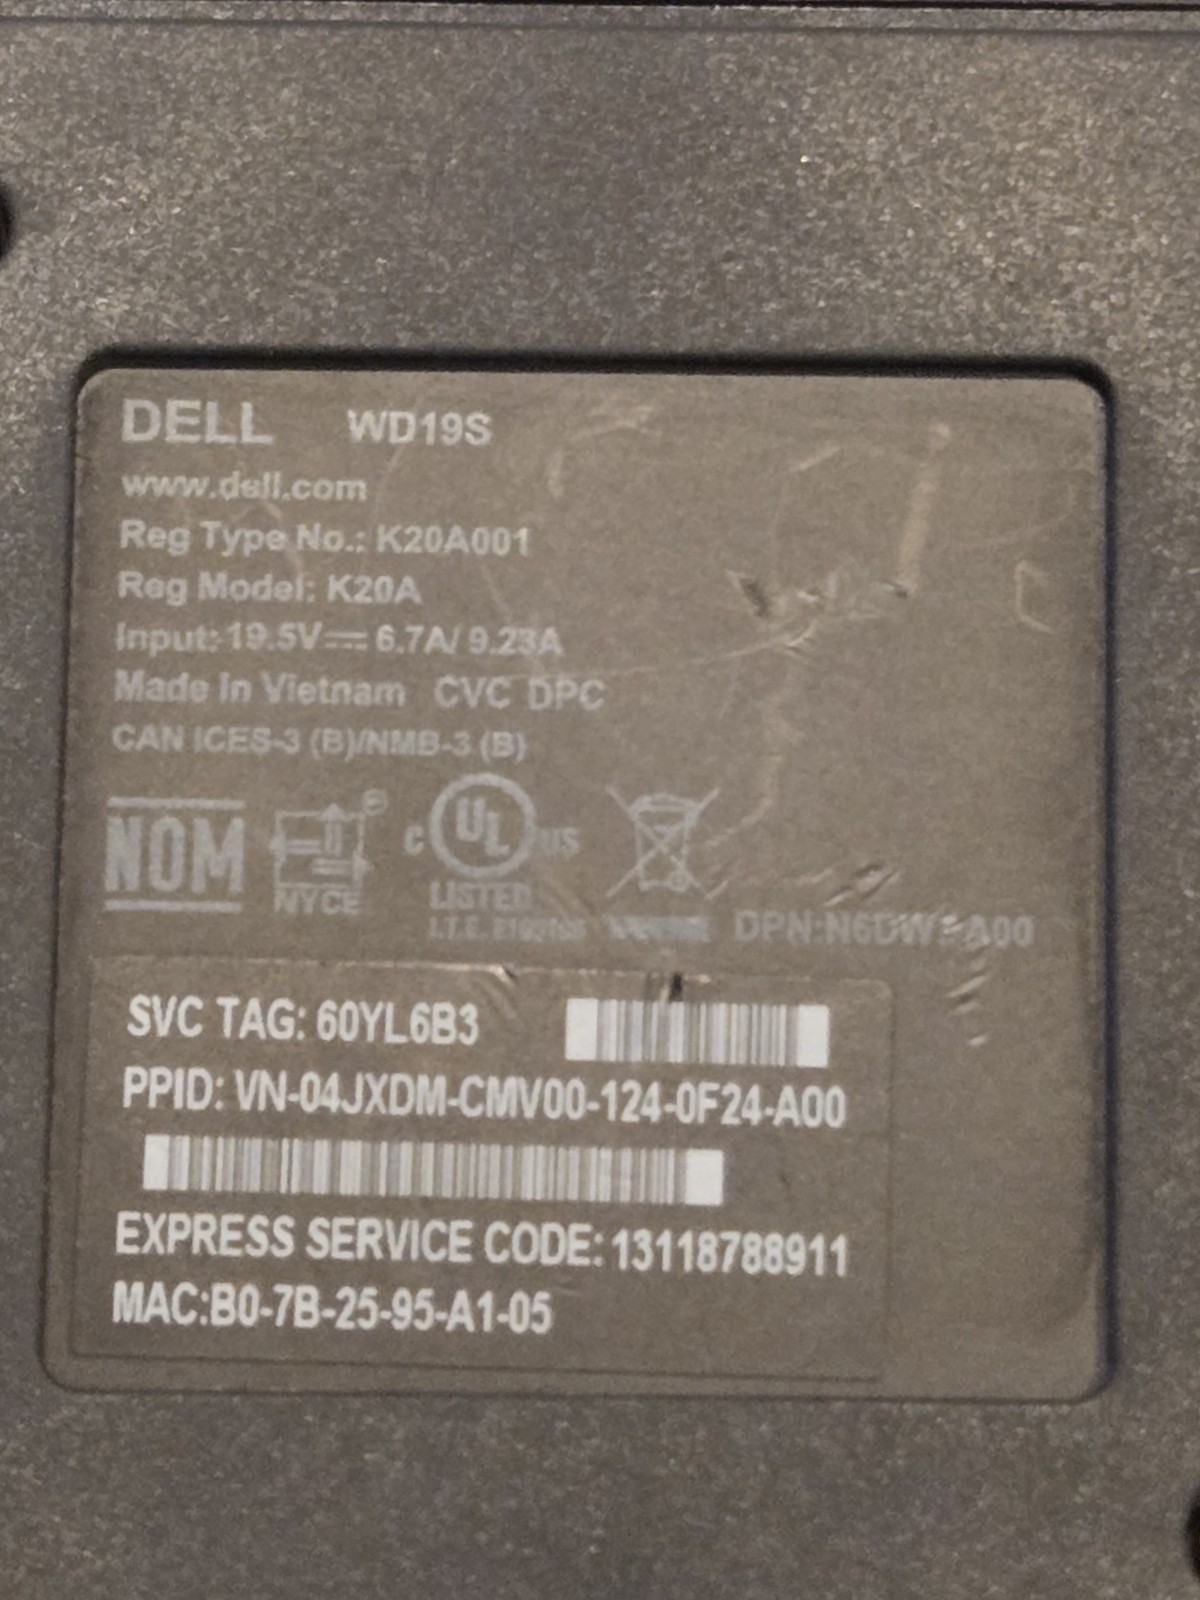 DELL WD19S
www.dell.com
Reg Type No.: K20A001
Reg Model: K20A
Input: 19.5V⎓ 6.7A/ 9.23A
Made In Vietnam CVC DPC
CAN ICES-3 (B)/NMB-3 (B)
NOM NYCE C UL US
LISTED
I.T.E.
A00
SVC TAG: 60YL6B3
PPID: VN-04JXDM-CMV00-124-0F24-A00
EXPRESS SERVICE CODE: 13118788911
MAC:B0-7B-25-95-A1-05